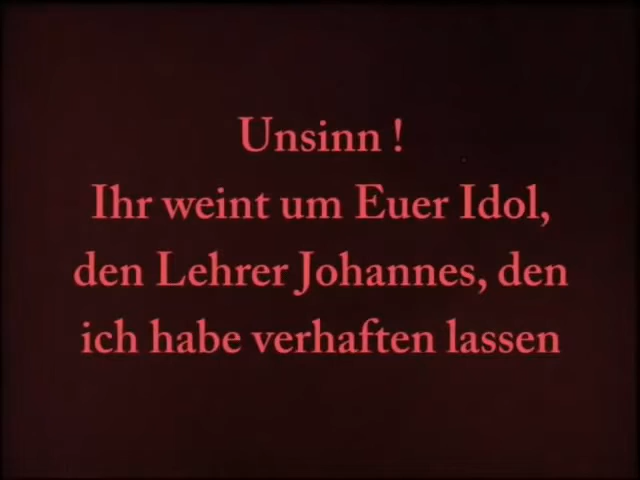 Unsinn !
Ihr weint um Euer Idol,
den Lehrer Johannes, den
ich habe verhaften lassen